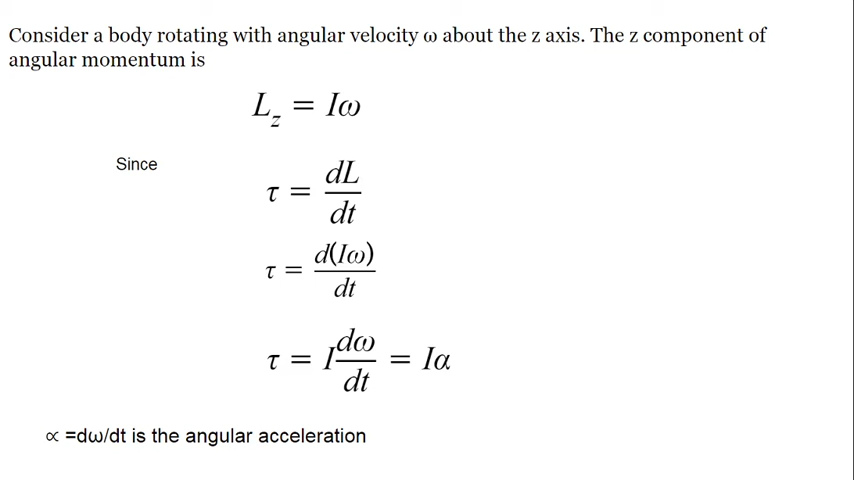 Consider a body rotating with angular velocity ω about the z axis. The z component of
angular momentum is
L_z = Iω
Since
τ = dL/dt
τ = d(Iω)/dt
τ = I dω/dt = Iα
∝ =dω/dt is the angular acceleration